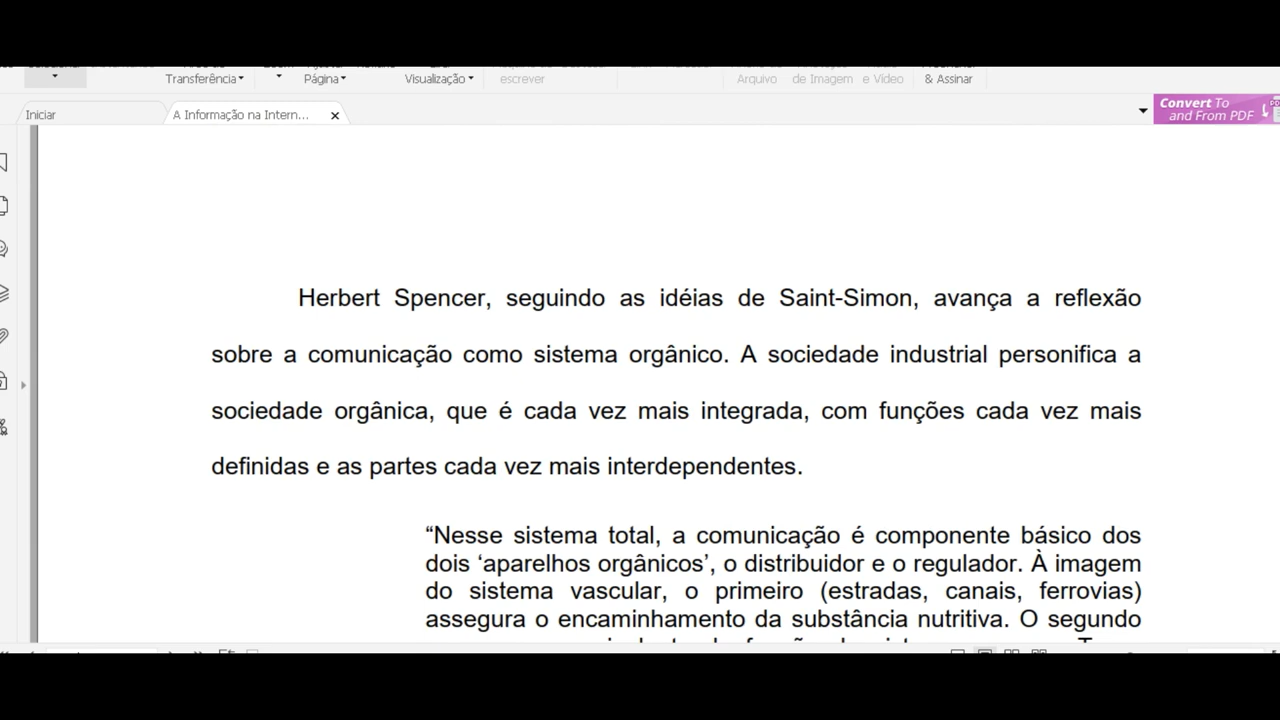 Transferência
Página
Visualização
escrever
Arquivo
de Imagem
e Vídeo
& Assinar
Iniciar
A Informação na Intern...
Convert To
and From PDF
Herbert Spencer, seguindo as idéias de Saint-Simon, avança a reflexão
sobre a comunicação como sistema orgânico. A sociedade industrial personifica a
sociedade orgânica, que é cada vez mais integrada, com funções cada vez mais
definidas e as partes cada vez mais interdependentes.
“Nesse sistema total, a comunicação é componente básico dos
dois ‘aparelhos orgânicos’, o distribuidor e o regulador. À imagem
do sistema vascular, o primeiro (estradas, canais, ferrovias)
assegura o encaminhamento da substância nutritiva. O segundo